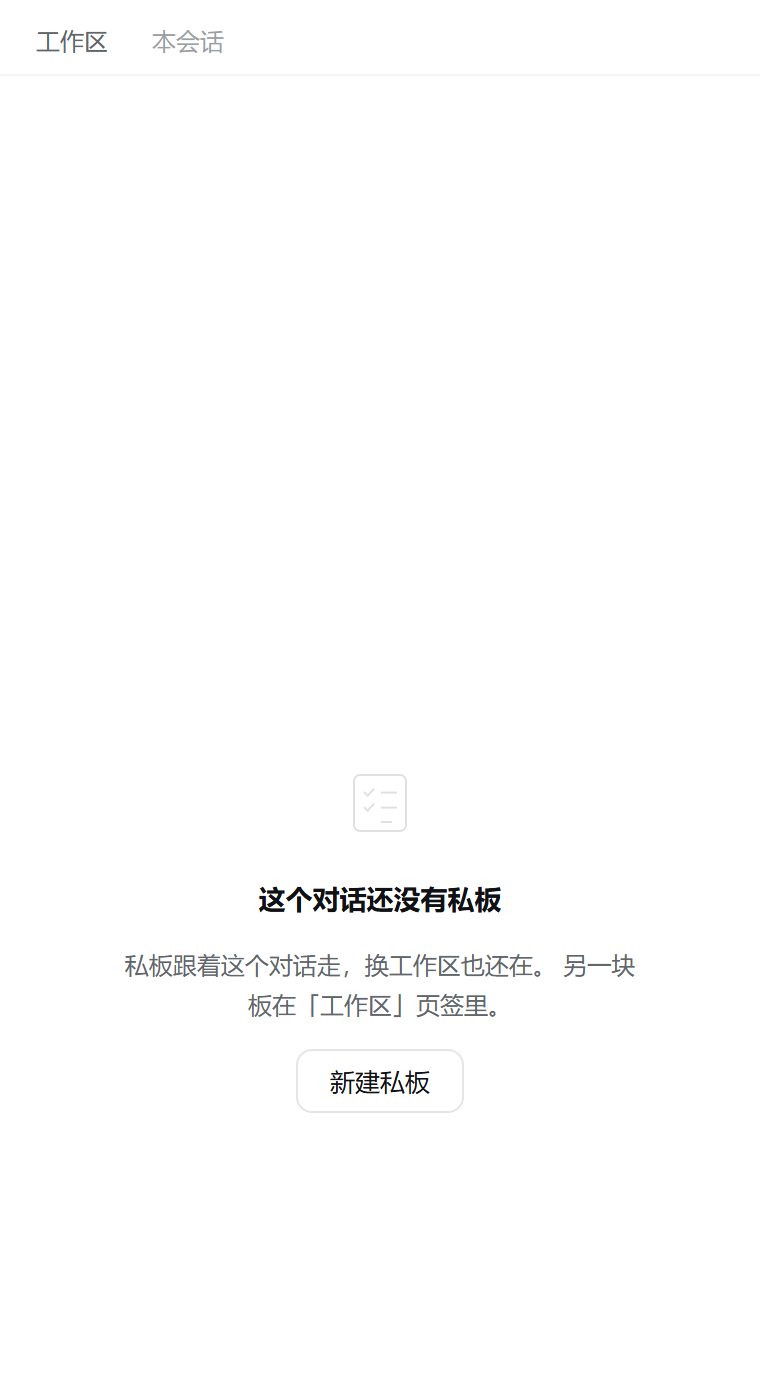 工作区 本会话
这个对话还没有私板
私板跟着这个对话走，换工作区也还在。 另一块
板在「工作区」页签里。
新建私板